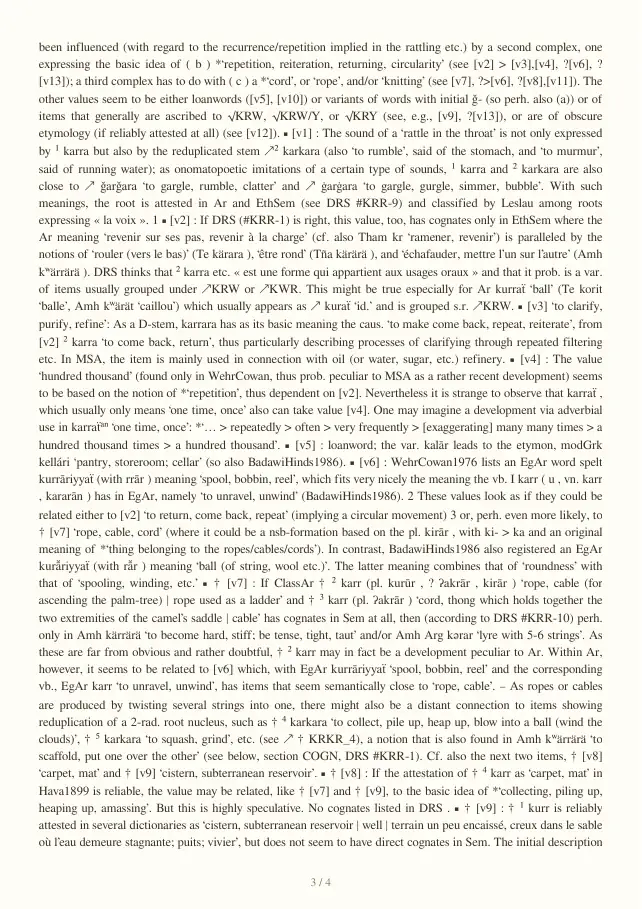 been influenced (with regard to the recurrence/repetition implied in the rattling etc.) by a second complex, one
expressing the basic idea of ( b ) *‘repetition, reiteration, returning, circularity’ (see [v2] > [v3],[v4], ?[v6], ?
[v13]); a third complex has to do with ( c ) a *‘cord’, or ‘rope’, and/or ‘knitting’ (see [v7], ?>[v6], ?[v8],[v11]). The
other values seem to be either loanwords ([v5], [v10]) or variants of words with initial ǧ- (so perh. also (a)) or of
items that generally are ascribed to √KRW, √KRW/Y, or √KRY (see, e.g., [v9], ?[v13]), or are of obscure
etymology (if reliably attested at all) (see [v12]). ▪ [v1] : The sound of a ‘rattle in the throat’ is not only expressed
by ¹ karra but also by the reduplicated stem ↗² karkara (also ‘to rumble’, said of the stomach, and ‘to murmur’,
said of running water); as onomatopoetic imitations of a certain type of sounds, ¹ karra and ² karkara are also
close to ↗ ǧarǧara ‘to gargle, rumble, clatter’ and ↗ ġarġara ‘to gargle, gurgle, simmer, bubble’. With such
meanings, the root is attested in Ar and EthSem (see DRS #KRR-9) and classified by Leslau among roots
expressing « la voix ». 1 ▪ [v2] : If DRS (#KRR-1) is right, this value, too, has cognates only in EthSem where the
Ar meaning ‘revenir sur ses pas, revenir à la charge’ (cf. also Tham kr ‘ramener, revenir’) is paralleled by the
notions of ‘rouler (vers le bas)’ (Te kärara ), ‘être rond’ (Tña kärärä ), and ‘échafauder, mettre l’un sur l’autre’ (Amh
kʷärrärä ). DRS thinks that ² karra etc. « est une forme qui appartient aux usages oraux » and that it prob. is a var.
of items usually grouped under ↗KRW or ↗KWR. This might be true especially for Ar kurraẗ ‘ball’ (Te korit
‘balle’, Amh kʷärät ‘caillou’) which usually appears as ↗ kuraẗ ‘id.’ and is grouped s.r. ↗KRW. ▪ [v3] ‘to clarify,
purify, refine’: As a D-stem, karrara has as its basic meaning the caus. ‘to make come back, repeat, reiterate’, from
[v2] ² karra ‘to come back, return’, thus particularly describing processes of clarifying through repeated filtering
etc. In MSA, the item is mainly used in connection with oil (or water, sugar, etc.) refinery. ▪ [v4] : The value
‘hundred thousand’ (found only in WehrCowan, thus prob. peculiar to MSA as a rather recent development) seems
to be based on the notion of *‘repetition’, thus dependent on [v2]. Nevertheless it is strange to observe that karraẗ ,
which usually only means ‘one time, once’ also can take value [v4]. One may imagine a development via adverbial
use in karraẗᵃⁿ ‘one time, once’: *‘… > repeatedly > often > very frequently > [exaggerating] many many times > a
hundred thousand times > a hundred thousand’. ▪ [v5] : loanword; the var. kalār leads to the etymon, modGrk
kellári ‘pantry, storeroom; cellar’ (so also BadawiHinds1986). ▪ [v6] : WehrCowan1976 lists an EgAr word spelt
kurrāriyyaẗ (with rrār ) meaning ‘spool, bobbin, reel’, which fits very nicely the meaning the vb. I karr ( u , vn. karr
, kararān ) has in EgAr, namely ‘to unravel, unwind’ (BadawiHinds1986). 2 These values look as if they could be
related either to [v2] ‘to return, come back, repeat’ (implying a circular movement) 3 or, perh. even more likely, to
† [v7] ‘rope, cable, cord’ (where it could be a nsb-formation based on the pl. kirār , with ki- > ka and an original
meaning of *‘thing belonging to the ropes/cables/cords’). In contrast, BadawiHinds1986 also registered an EgAr
kurǎriyyaẗ (with rǎr ) meaning ‘ball (of string, wool etc.)’. The latter meaning combines that of ‘roundness’ with
that of ‘spooling, winding, etc.’ ▪ † [v7] : If ClassAr † ² karr (pl. kurūr , ? ʔakrār , kirār ) ‘rope, cable (for
ascending the palm-tree) | rope used as a ladder’ and † ³ karr (pl. ʔakrār ) ‘cord, thong which holds together the
two extremities of the camel’s saddle | cable’ has cognates in Sem at all, then (according to DRS #KRR-10) perh.
only in Amh kärrärä ‘to become hard, stiff; be tense, tight, taut’ and/or Amh Arg kərar ‘lyre with 5-6 strings’. As
these are far from obvious and rather doubtful, † ² karr may in fact be a development peculiar to Ar. Within Ar,
however, it seems to be related to [v6] which, with EgAr kurrāriyyaẗ ‘spool, bobbin, reel’ and the corresponding
vb., EgAr karr ‘to unravel, unwind’, has items that seem semantically close to ‘rope, cable’. – As ropes or cables
are produced by twisting several strings into one, there might also be a distant connection to items showing
reduplication of a 2-rad. root nucleus, such as † ⁴ karkara ‘to collect, pile up, heap up, blow into a ball (wind the
clouds)’, † ⁵ karkara ‘to squash, grind’, etc. (see ↗ † KRKR_4), a notion that is also found in Amh kʷärrärä ‘to
scaffold, put one over the other’ (see below, section COGN, DRS #KRR-1). Cf. also the next two items, † [v8]
‘carpet, mat’ and † [v9] ‘cistern, subterranean reservoir’. ▪ † [v8] : If the attestation of † ⁴ karr as ‘carpet, mat’ in
Hava1899 is reliable, the value may be related, like † [v7] and † [v9], to the basic idea of *‘collecting, piling up,
heaping up, amassing’. But this is highly speculative. No cognates listed in DRS . ▪ † [v9] : † ¹ kurr is reliably
attested in several dictionaries as ‘cistern, subterranean reservoir | well | terrain un peu encaissé, creux dans le sable
où l’eau demeure stagnante; puits; vivier’, but does not seem to have direct cognates in Sem. The initial description
3 / 4